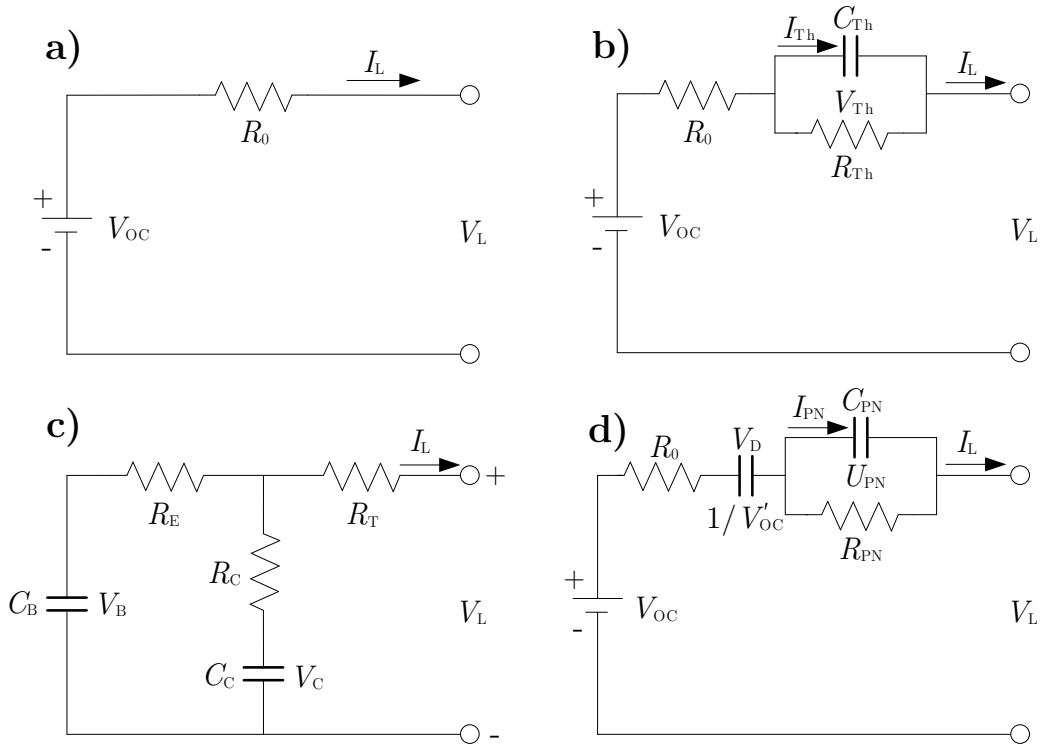 a)
I_L
R_0
+
V_OC
-
V_L
b)
I_Th
C_Th
I_L
V_Th
R_0
R_Th
+
V_OC
-
V_L
c)
I_L
+
R_E
R_T
R_C
C_B
V_B
V_L
C_C
V_C
-
d)
I_PN
C_PN
I_L
R_0
V_D
U_PN
1/V'_OC
R_PN
+
V_OC
-
V_L